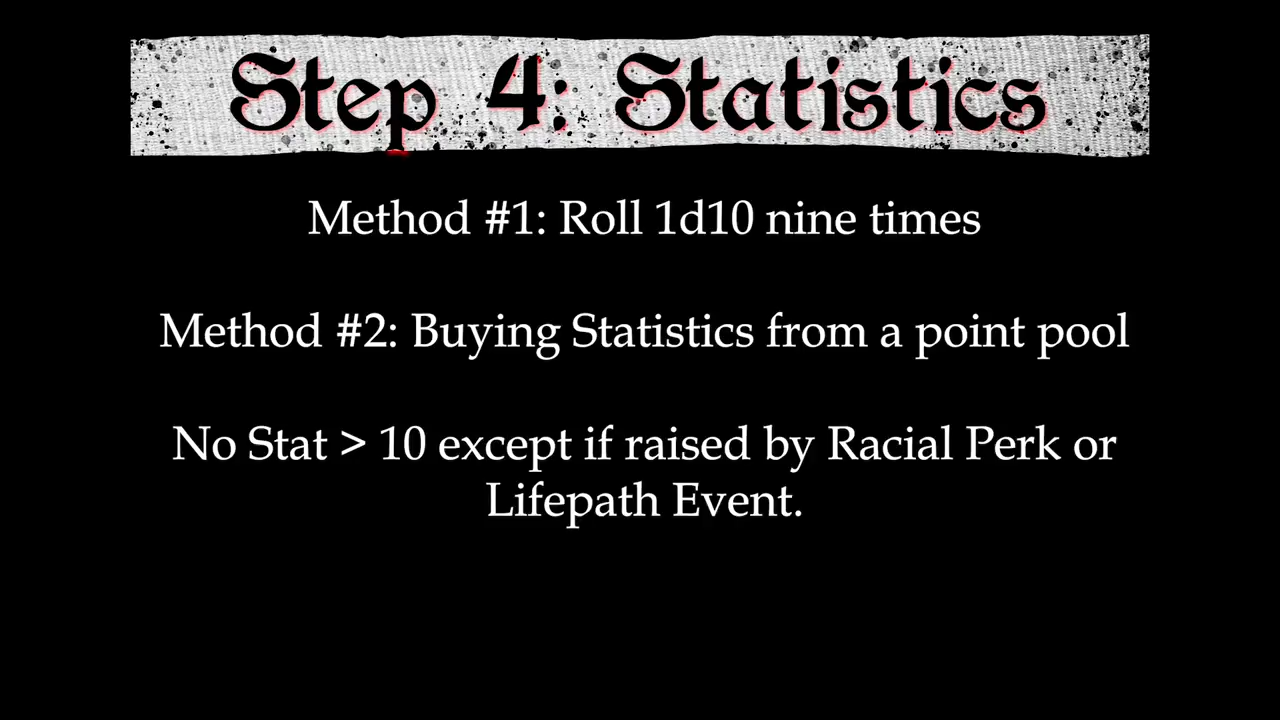 Step 4: Statistics
Method #1: Roll 1d10 nine times
Method #2: Buying Statistics from a point pool
No Stat > 10 except if raised by Racial Perk or
Lifepath Event.